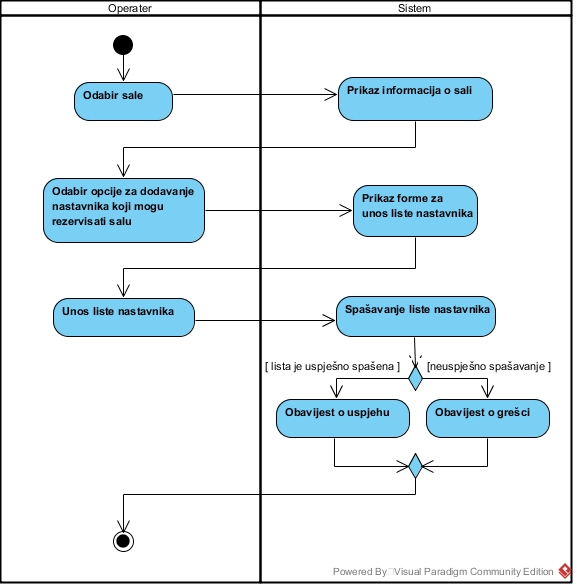 Operater
Sistem
Odabir sale
Prikaz informacija o sali
Odabir opcije za dodavanje
nastavnika koji mogu
rezervisati salu
Prikaz forme za
unos liste nastavnika
Unos liste nastavnika
Spašavanje liste nastavnika
[ lista je uspješno spašena ]
[neuspješno spašavanje ]
Obavijest o uspjehu
Obavijest o grešci
Powered By Visual Paradigm Community Edition